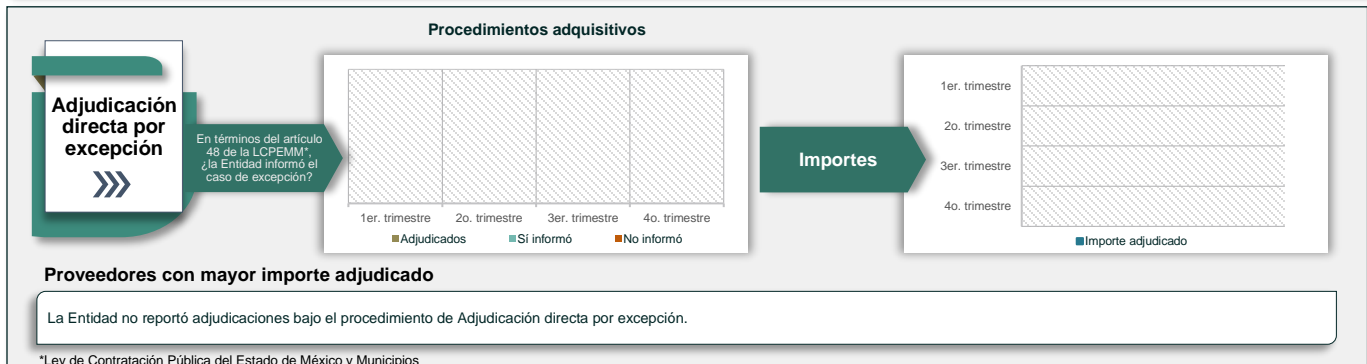 Procedimientos adquisitivos
Adjudicación
directa por
excepción
En términos del artículo
48 de la LCPEMM*,
¿la Entidad informó el
caso de excepción?
1er. trimestre 2o. trimestre 3er. trimestre 4o. trimestre
Adjudicados Sí informó No informó
Importes
1er. trimestre
2o. trimestre
3er. trimestre
4o. trimestre
Importe adjudicado
Proveedores con mayor importe adjudicado
La Entidad no reportó adjudicaciones bajo el procedimiento de Adjudicación directa por excepción.
*Ley de Contratación Pública del Estado de México y Municipios